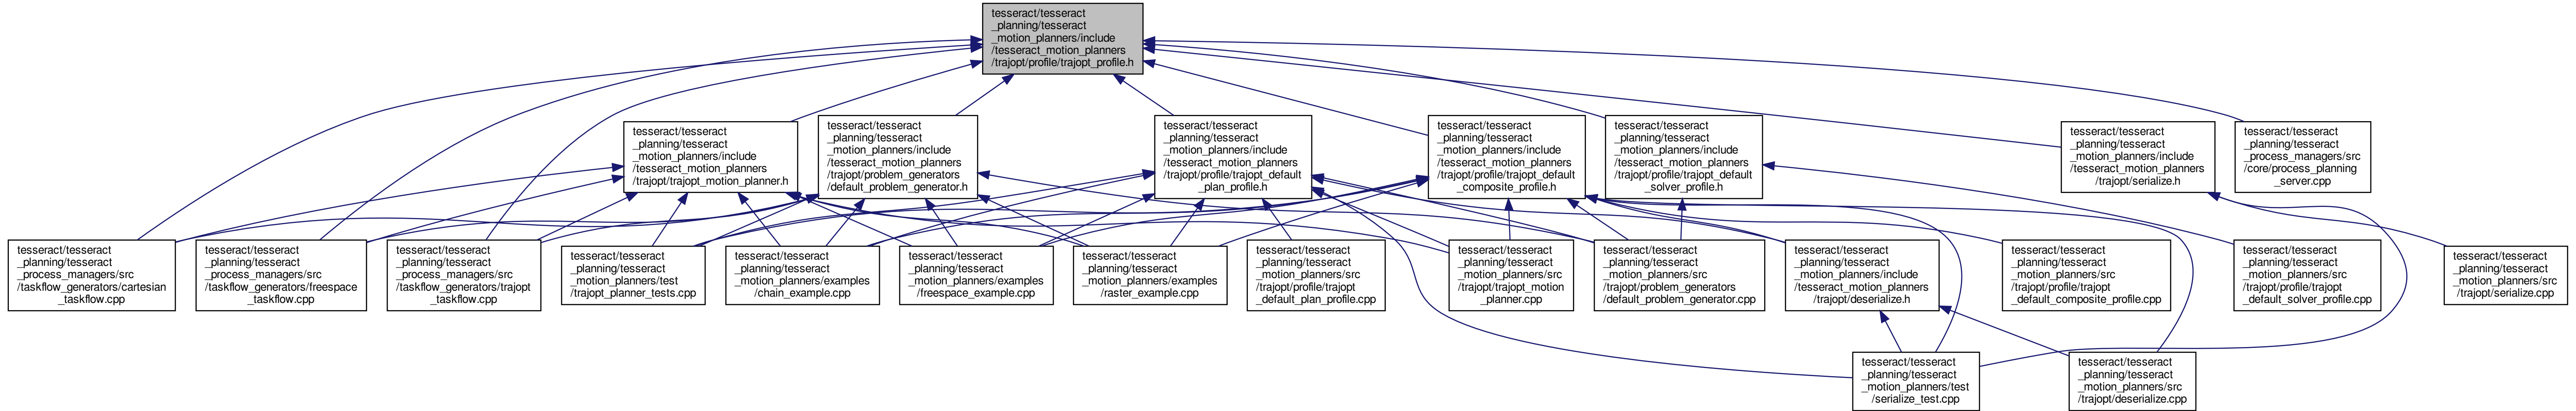 tesseract/tesseract
_planning/tesseract
_motion_planners/include
/tesseract_motion_planners
/trajopt/profile/trajopt_profile.h
tesseract/tesseract
_planning/tesseract
_motion_planners/include
/tesseract_motion_planners
/trajopt/trajopt_motion_planner.h
tesseract/tesseract
_planning/tesseract
_motion_planners/include
/tesseract_motion_planners
/trajopt/problem_generators
/default_problem_generator.h
tesseract/tesseract
_planning/tesseract
_motion_planners/include
/tesseract_motion_planners
/trajopt/profile/trajopt_default
_plan_profile.h
tesseract/tesseract
_planning/tesseract
_motion_planners/include
/tesseract_motion_planners
/trajopt/profile/trajopt_default
_composite_profile.h
tesseract/tesseract
_planning/tesseract
_motion_planners/include
/tesseract_motion_planners
/trajopt/profile/trajopt_default
_solver_profile.h
tesseract/tesseract
_planning/tesseract
_motion_planners/include
/tesseract_motion_planners
/trajopt/serialize.h
tesseract/tesseract
_planning/tesseract
_process_managers/src
/core/process_planning
_server.cpp
tesseract/tesseract
_planning/tesseract
_process_managers/src
/taskflow_generators/cartesian
_taskflow.cpp
tesseract/tesseract
_planning/tesseract
_process_managers/src
/taskflow_generators/freespace
_taskflow.cpp
tesseract/tesseract
_planning/tesseract
_process_managers/src
/taskflow_generators/trajopt
_taskflow.cpp
tesseract/tesseract
_planning/tesseract
_motion_planners/test
/trajopt_planner_tests.cpp
tesseract/tesseract
_planning/tesseract
_motion_planners/examples
/chain_example.cpp
tesseract/tesseract
_planning/tesseract
_motion_planners/examples
/freespace_example.cpp
tesseract/tesseract
_planning/tesseract
_motion_planners/examples
/raster_example.cpp
tesseract/tesseract
_planning/tesseract
_motion_planners/src
/trajopt/profile/trajopt
_default_plan_profile.cpp
tesseract/tesseract
_planning/tesseract
_motion_planners/src
/trajopt/trajopt_motion
_planner.cpp
tesseract/tesseract
_planning/tesseract
_motion_planners/src
/trajopt/problem_generators
/default_problem_generator.cpp
tesseract/tesseract
_planning/tesseract
_motion_planners/include
/tesseract_motion_planners
/trajopt/deserialize.h
tesseract/tesseract
_planning/tesseract
_motion_planners/src
/trajopt/profile/trajopt
_default_composite_profile.cpp
tesseract/tesseract
_planning/tesseract
_motion_planners/src
/trajopt/profile/trajopt
_default_solver_profile.cpp
tesseract/tesseract
_planning/tesseract
_motion_planners/src
/trajopt/serialize.cpp
tesseract/tesseract
_planning/tesseract
_motion_planners/test
/serialize_test.cpp
tesseract/tesseract
_planning/tesseract
_motion_planners/src
/trajopt/deserialize.cpp